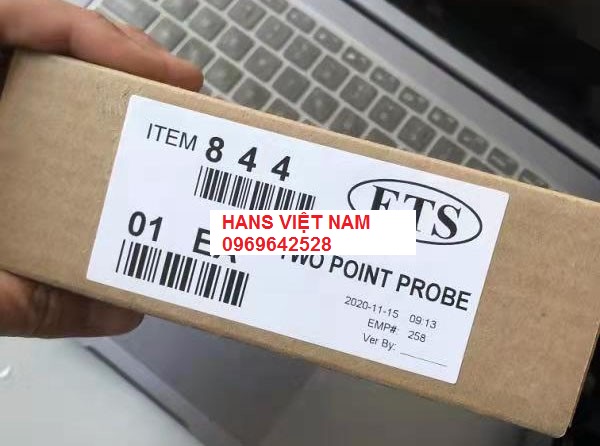 ITEM 844
ETS
HANS VIỆT NAM
0969642528
01 EA TWO POINT PROBE
2020-11-15 09:13
EMP# 258
Ver By: